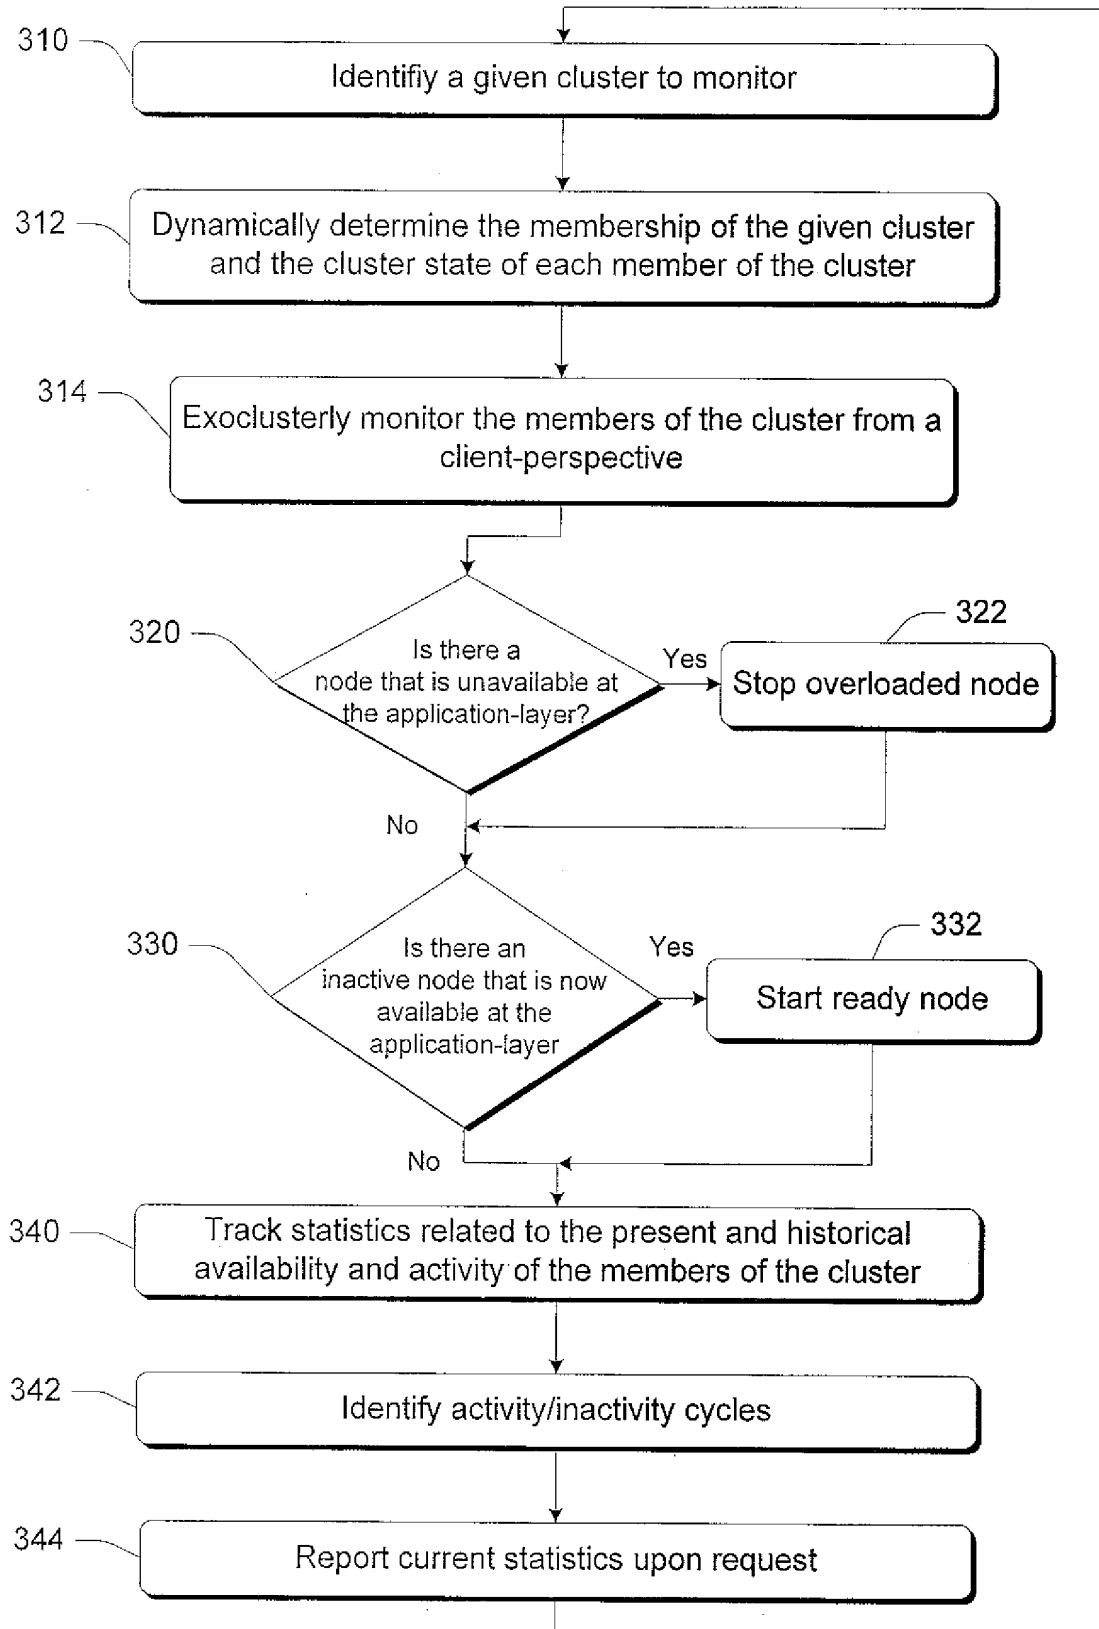 310
Identifiy a given cluster to monitor
312
Dynamically determine the membership of the given cluster
and the cluster state of each member of the cluster
314
Exoclusterly monitor the members of the cluster from a
client-perspective
320
Is there a
node that is unavailable at
the application-layer?
Yes
322
Stop overloaded node
No
330
Is there an
inactive node that is now
available at the
application-layer
Yes
332
Start ready node
No
340
Track statistics related to the present and historical
availability and activity of the members of the cluster
342
Identify activity/inactivity cycles
344
Report current statistics upon request